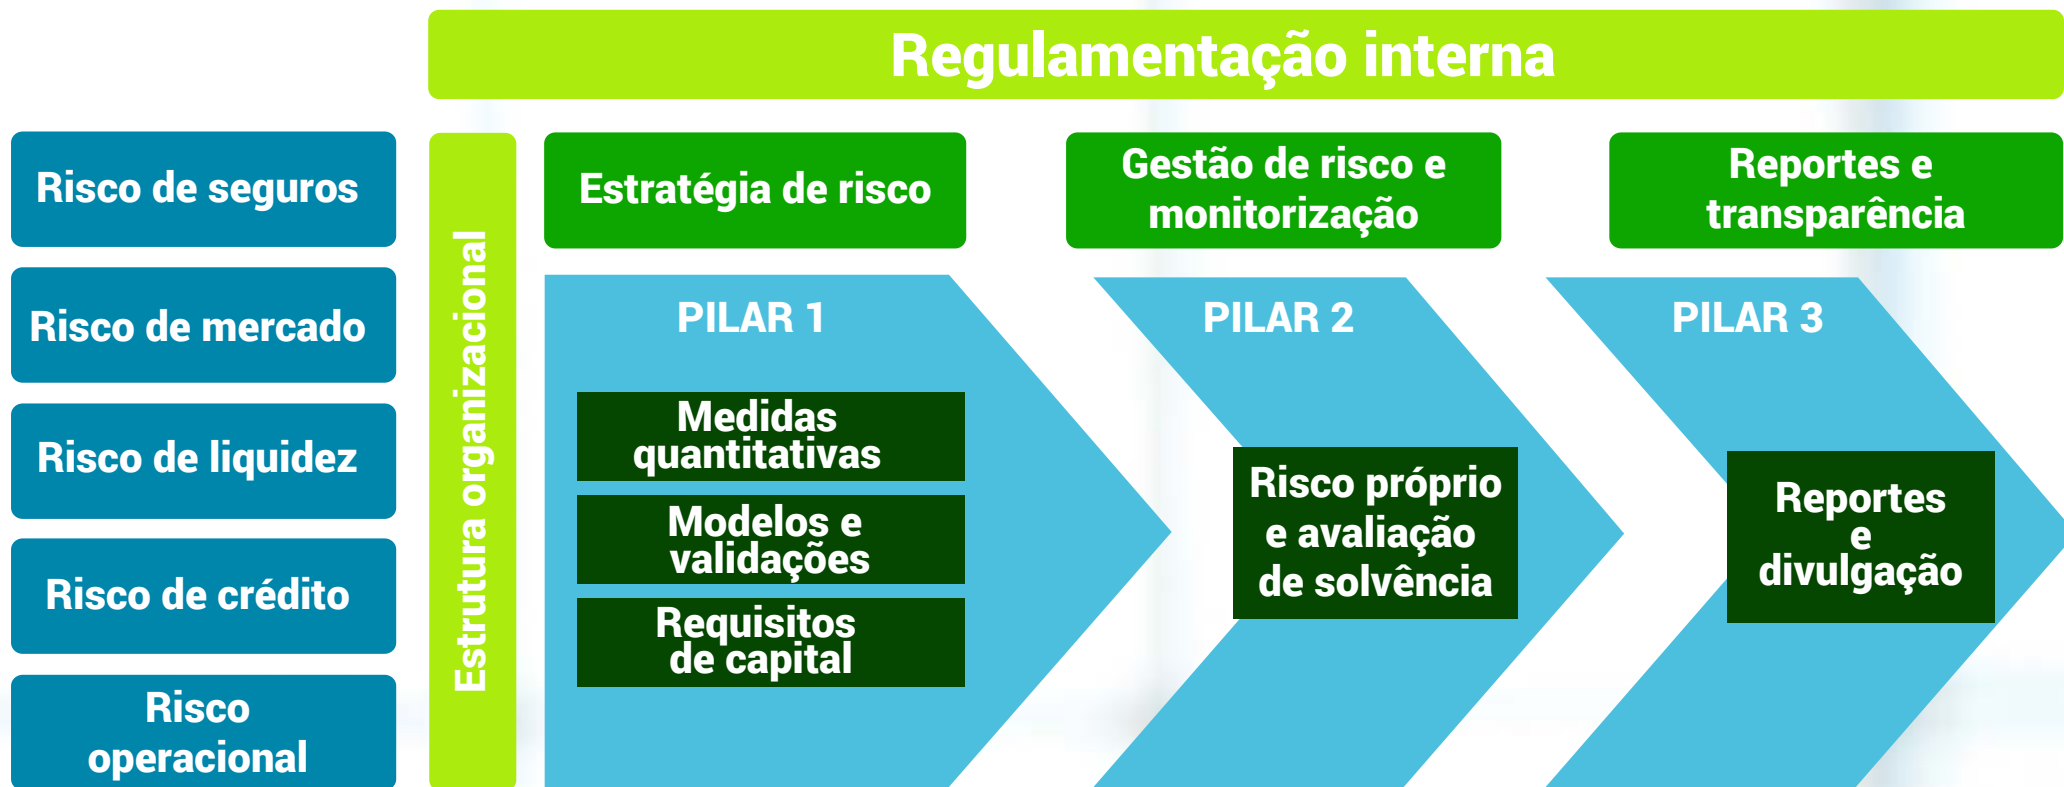 Regulamentação interna
Risco de seguros
Risco de mercado
Risco de liquidez
Risco de crédito
Risco
operacional
Estrutura organizacional
Estratégia de risco
Gestão de risco e
monitorização
Reportes e
transparência
PILAR 1
Medidas
quantitativas
Modelos e
validações
Requisitos
de capital
PILAR 2
Risco próprio
e avaliação
de solvência
PILAR 3
Reportes
e
divulgação